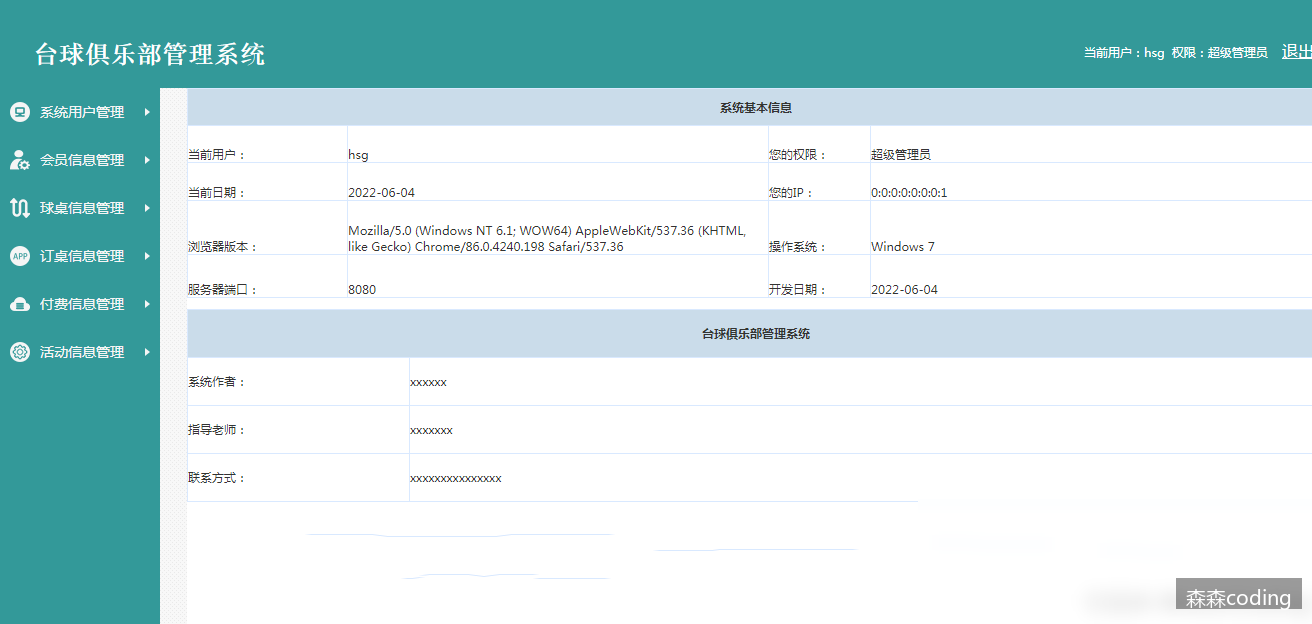 台球俱乐部管理系统
当前用户：hsg 权限：超级管理员 退出
系统用户管理
会员信息管理
球桌信息管理
APP 订桌信息管理
付费信息管理
活动信息管理
系统基本信息
当前用户： hsg 您的权限： 超级管理员
当前日期： 2022-06-04 您的IP： 0:0:0:0:0:0:0:1
浏览器版本： Mozilla/5.0 (Windows NT 6.1; WOW64) AppleWebKit/537.36 (KHTML,
like Gecko) Chrome/86.0.4240.198 Safari/537.36 操作系统： Windows 7
服务器端口： 8080 开发日期： 2022-06-04
台球俱乐部管理系统
系统作者： xxxxxx
指导老师： xxxxxxx
联系方式： xxxxxxxxxxxxxxx
森森coding